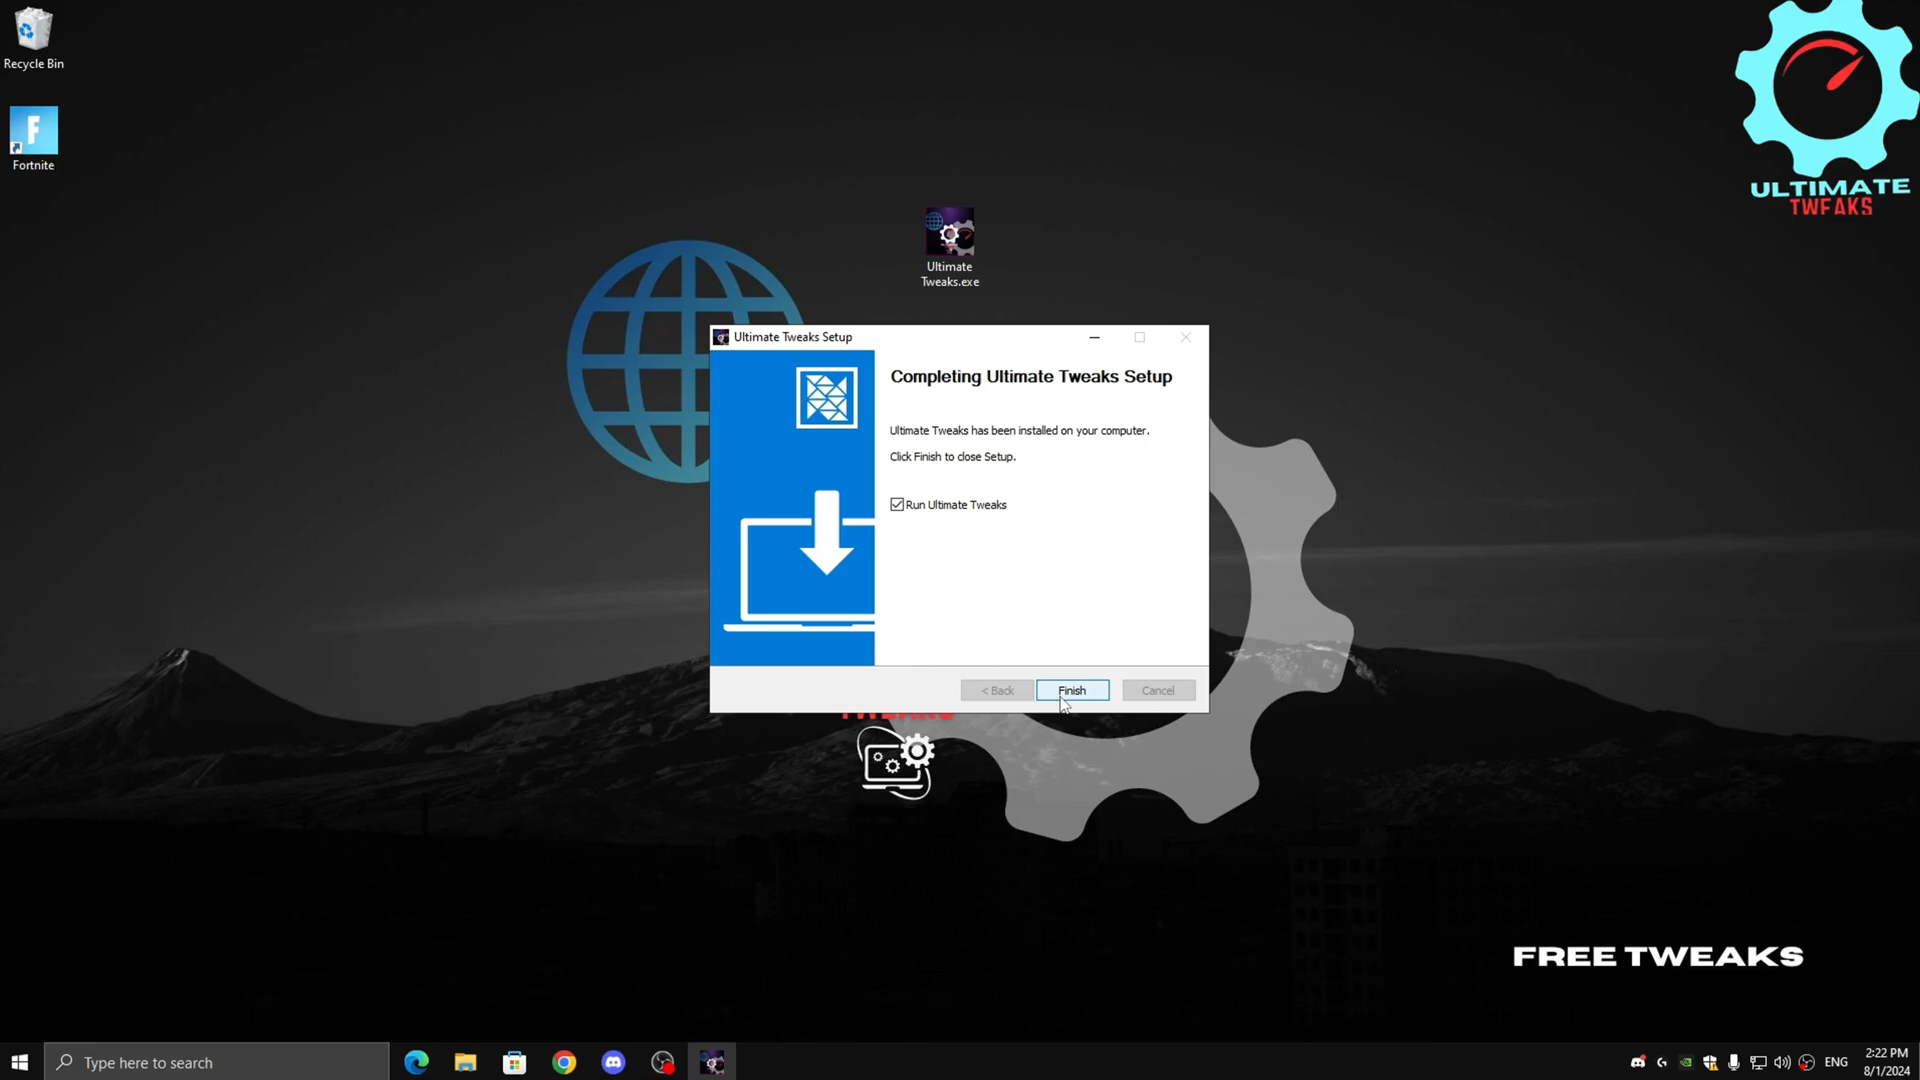 Recycle Bin
Fortnite
ULTIMATE
TWEAKS
Ultimate
Tweaks.exe
Ultimate Tweaks Setup
Completing Ultimate Tweaks Setup
Ultimate Tweaks has been installed on your computer.
Click Finish to close Setup.
Run Ultimate Tweaks
< Back
Finish
Cancel
TWEAKS
FREE TWEAKS
Type here to search
ENG
2:22 PM
8/1/2024